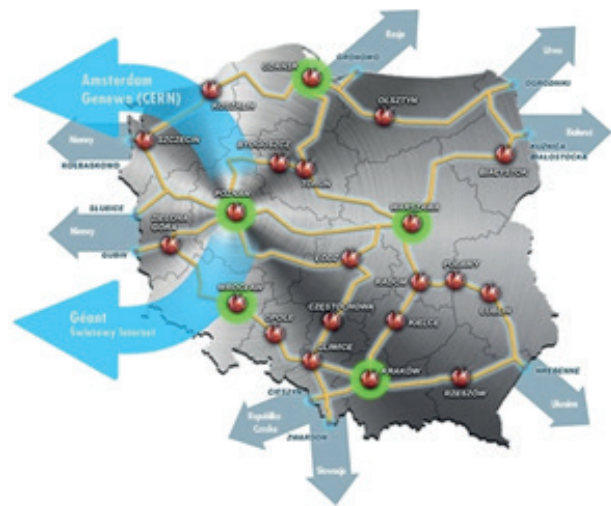 Rosja
Litwa
GDAŃSK
GRONOWO
Amsterdam
Genewa (CERN)
KOSZALIN
OLSZTYN
OGRODNIKI
Niemcy
SZCZECIN
KOŁBASKOWO
BYDGOSZCZ
TORUŃ
Białoruś
KUŹNICA
BIAŁOSTOCKA
BIAŁYSTOK
POZNAŃ
SŁUBICE
WARSZAWA
Niemcy
ZIELONA
GÓRA
GUBIN
ŁÓDŹ
RADOM
PUŁAWY
WROCŁAW
LUBLIN
Géant
Światowy Internet
OPOLE
CZĘSTOCHOWA
KIELCE
GLIWICE
KRAKÓW
RZESZÓW
HREBENNE
CIESZYN
Republika
Czeska
ZWARDOŃ
Słowacja
Ukraina